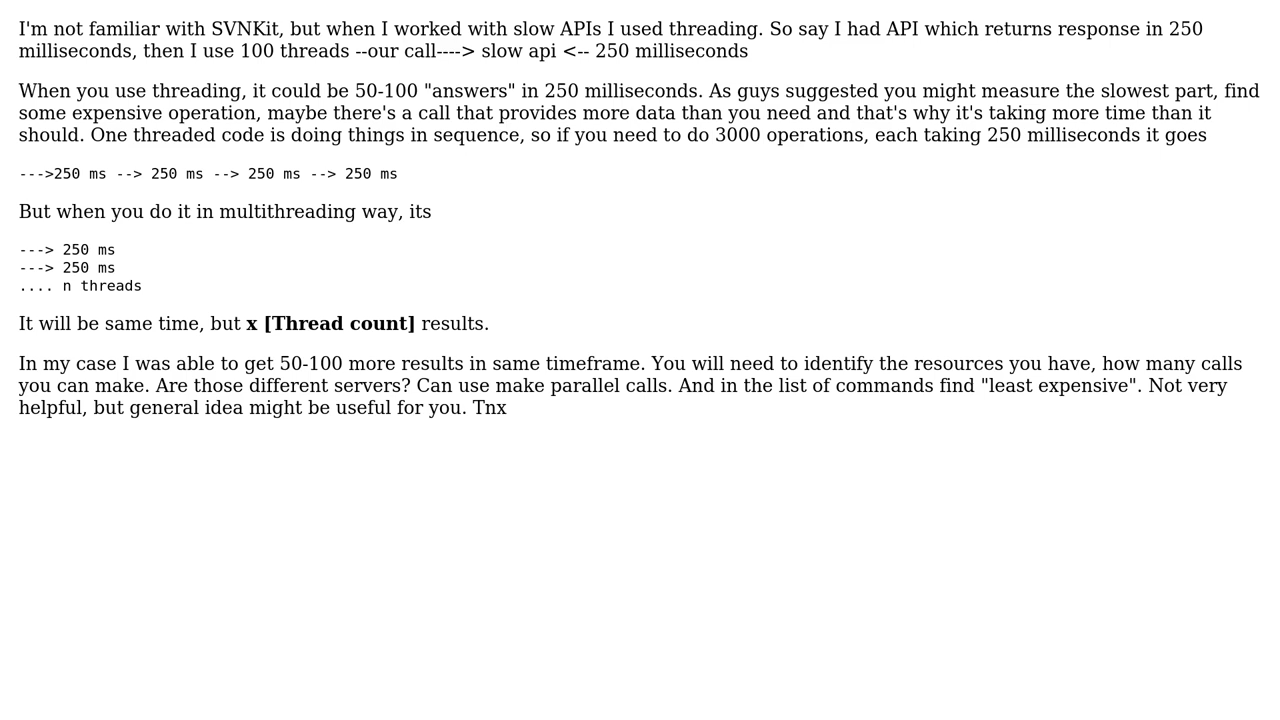 I'm not familiar with SVNKit, but when I worked with slow APIs I used threading. So say I had API which returns response in 250
milliseconds, then I use 100 threads --our call----> slow api <-- 250 milliseconds
When you use threading, it could be 50-100 "answers" in 250 milliseconds. As guys suggested you might measure the slowest part, find
some expensive operation, maybe there's a call that provides more data than you need and that's why it's taking more time than it
should. One threaded code is doing things in sequence, so if you need to do 3000 operations, each taking 250 milliseconds it goes
--->250 ms --> 250 ms --> 250 ms --> 250 ms
But when you do it in multithreading way, its
---> 250 ms
---> 250 ms
.... n threads
It will be same time, but x [Thread count] results.
In my case I was able to get 50-100 more results in same timeframe. You will need to identify the resources you have, how many calls
you can make. Are those different servers? Can use make parallel calls. And in the list of commands find "least expensive". Not very
helpful, but general idea might be useful for you. Tnx